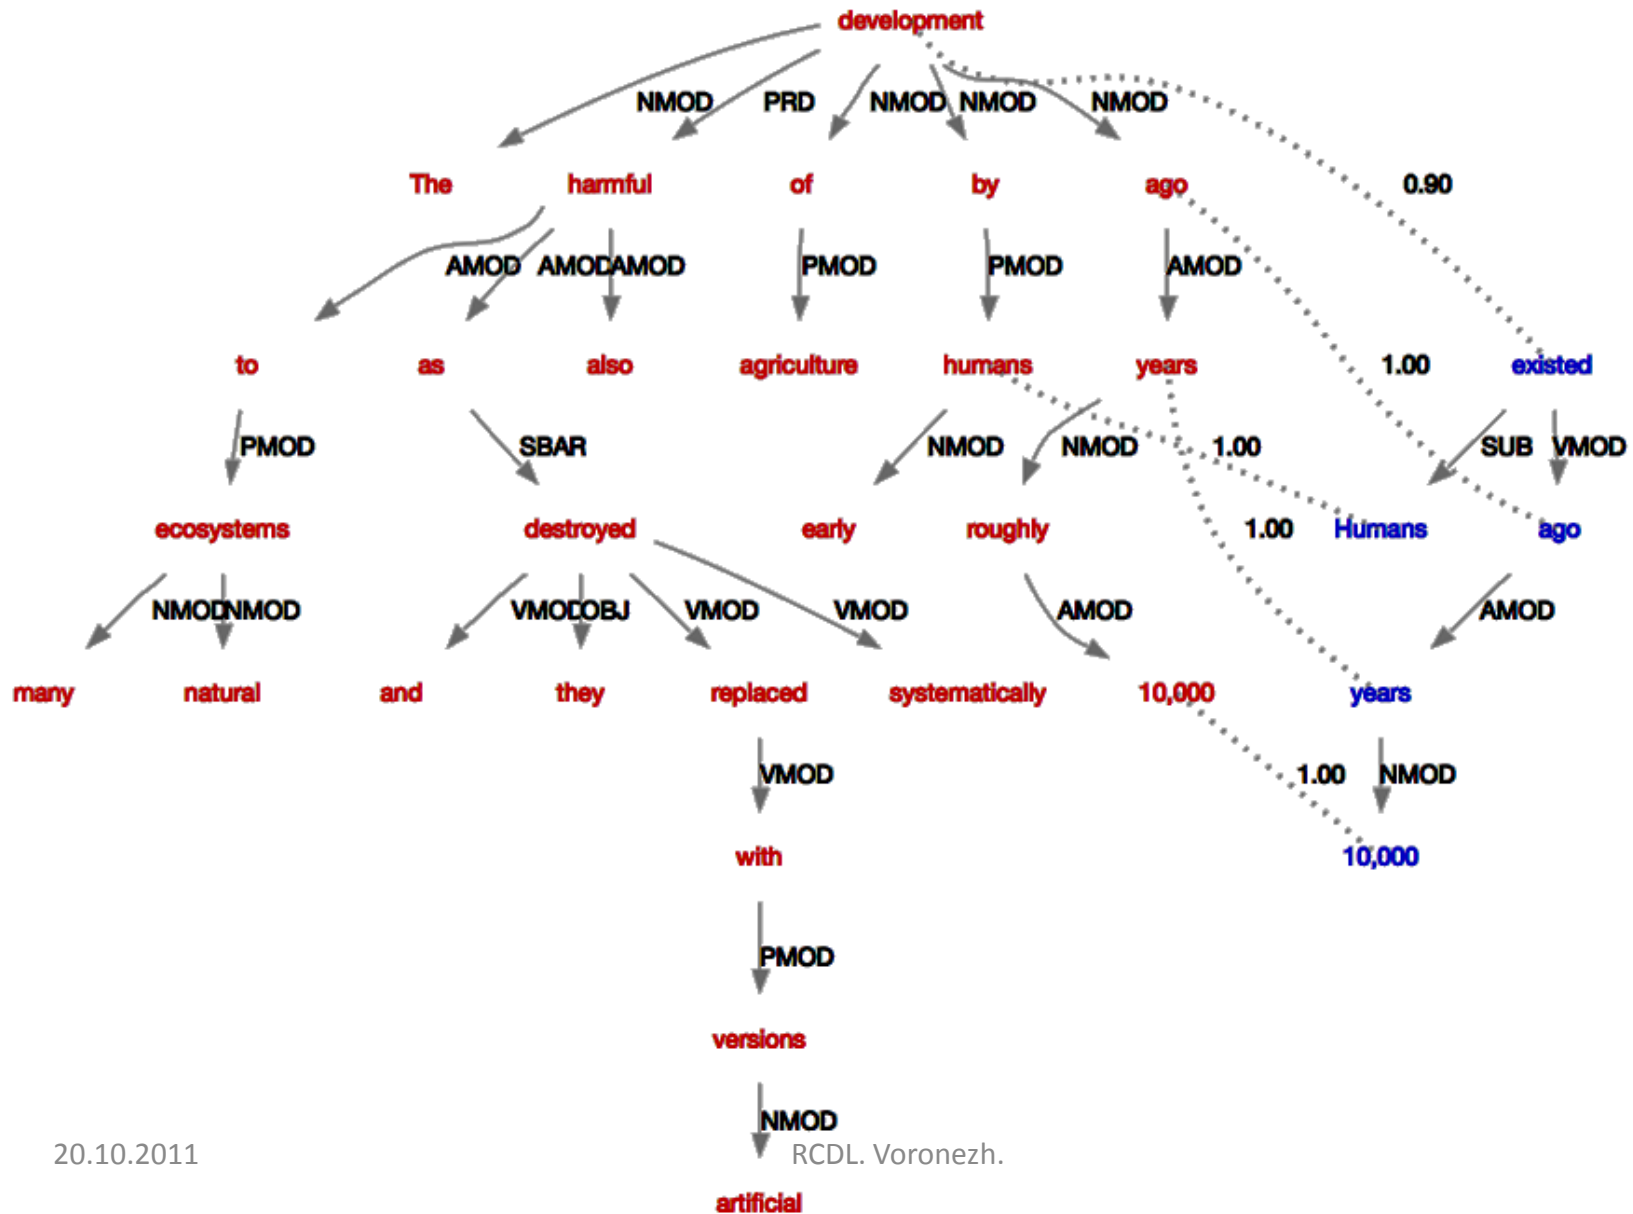 development
NMOD PRD NMOD NMOD NMOD
The harmful of by ago 0.90
AMOD AMOD AMOD PMOD PMOD AMOD
to as also agriculture humans years 1.00 existed
PMOD SBAR NMOD NMOD 1.00 SUB VMOD
ecosystems destroyed early roughly 1.00 Humans ago
NMOD NMOD VMOD OBJ VMOD VMOD AMOD AMOD
many natural and they replaced systematically 10,000 years
VMOD 1.00 NMOD
with 10,000
PMOD
versions
NMOD
20.10.2011 RCDL. Voronezh.
artificial